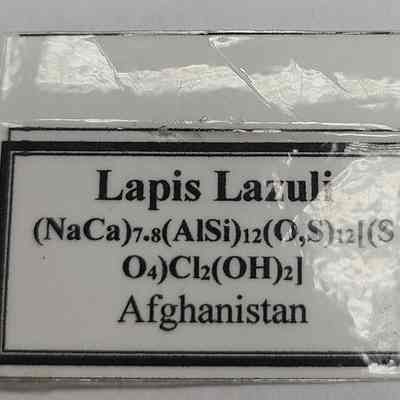 Lapis Lazuli
(NaCa)₇.₈(AlSi)₁₂(O,S)₁₂[(S
O₄)Cl₂(OH)₂]
Afghanistan